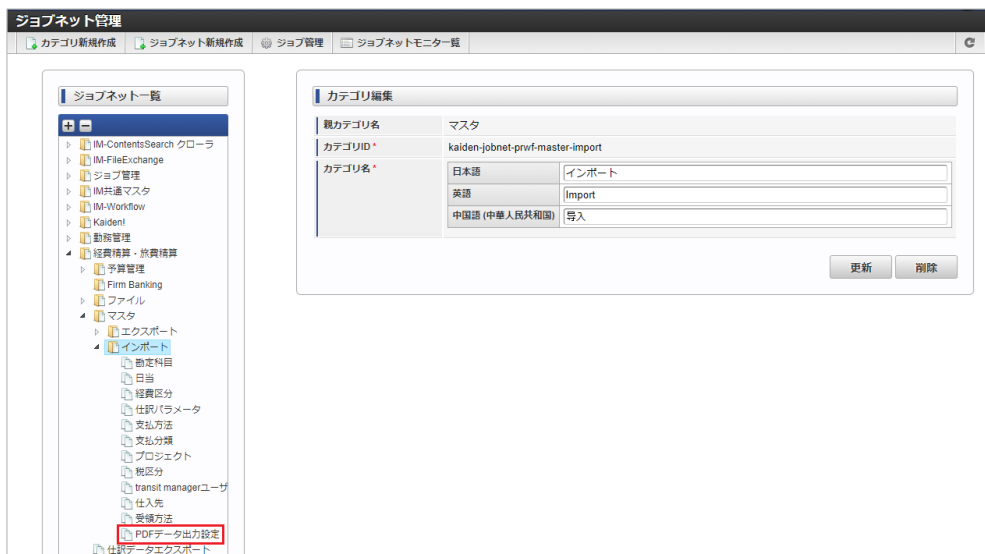 ジョブネット管理
カテゴリ新規作成 ジョブネット新規作成 ジョブ管理 ジョブネットモニター覧
ジョブネット一覧
IM-ContentsSearch クローラ
IM-FileExchange
ジョブ管理
IM共通マスタ
IM-Workflow
Kaiden!
勤務管理
経費精算・旅費精算
予算管理
Firm Banking
ファイル
マスタ
エクスポート
インポート
勘定科目
日当
経費区分
仕訳パラメータ
支払方法
支払分類
プロジェクト
税区分
transit managerユーザ
仕入先
受領方法
PDFデータ出力設定
仕訳データエクスポート
カテゴリ編集
親カテゴリ名 マスタ
カテゴリID * kaiden-jobnet-prwf-master-import
カテゴリ名 * 日本語 インポート
英語 Import
中国語 (中華人民共和国) 导入
更新 削除